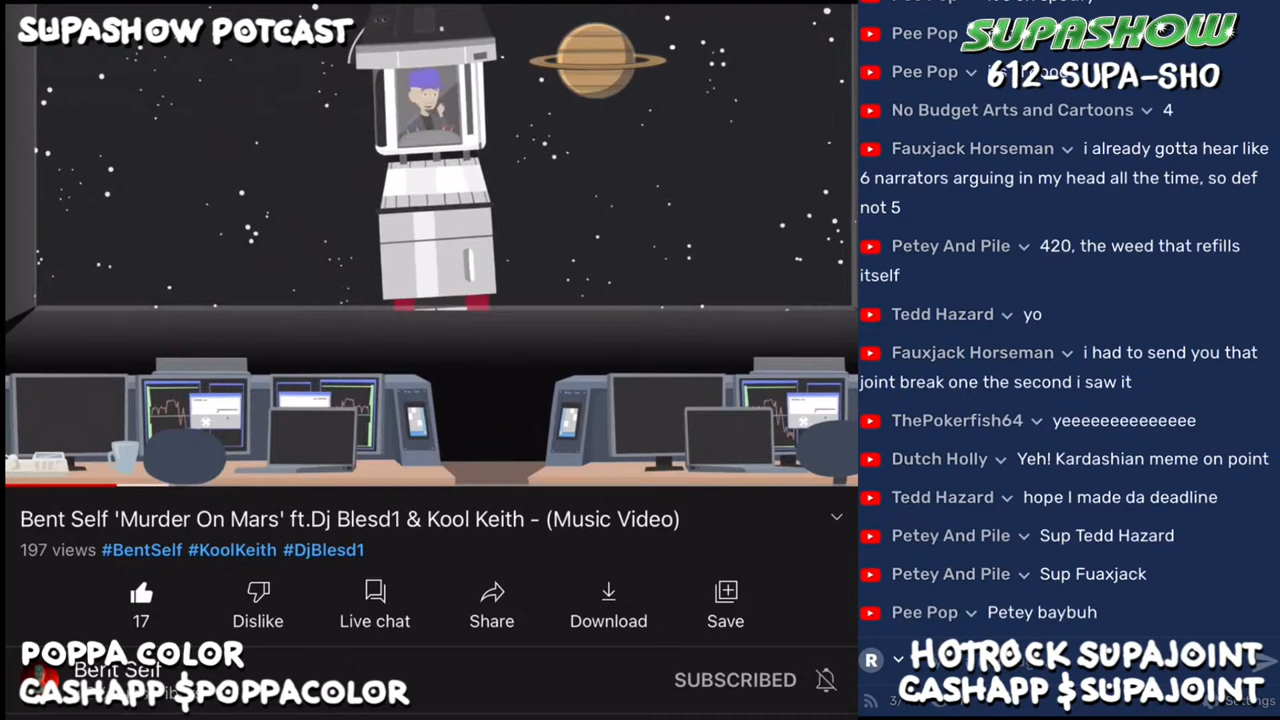 SUPASHOW POTCAST
Bent Self 'Murder On Mars' ft.Dj Blesd1 & Kool Keith - (Music Video)
197 views #BentSelf #KoolKeith #DjBlesd1
17 Dislike Live chat Share Download Save
POPPA COLOR
Bent Self
SUBSCRIBED
CASHAPP $POPPACOLOR
Pee Pop
SUPASHOW
Pee Pop
612-SUPA-SHO
No Budget Arts and Cartoons 4
Fauxjack Horseman i already gotta hear like
6 narrators arguing in my head all the time, so def
not 5
Petey And Pile 420, the weed that refills
itself
Tedd Hazard yo
Fauxjack Horseman i had to send you that
joint break one the second i saw it
ThePokerfish64 yeeeeeeeeeeeee
Dutch Holly Yeh! Kardashian meme on point
Tedd Hazard hope I made da deadline
Petey And Pile Sup Tedd Hazard
Petey And Pile Sup Fuaxjack
Pee Pop Petey baybuh
R
HOTROCK SUPAJOINT
CASHAPP $SUPAJOINT
Settings